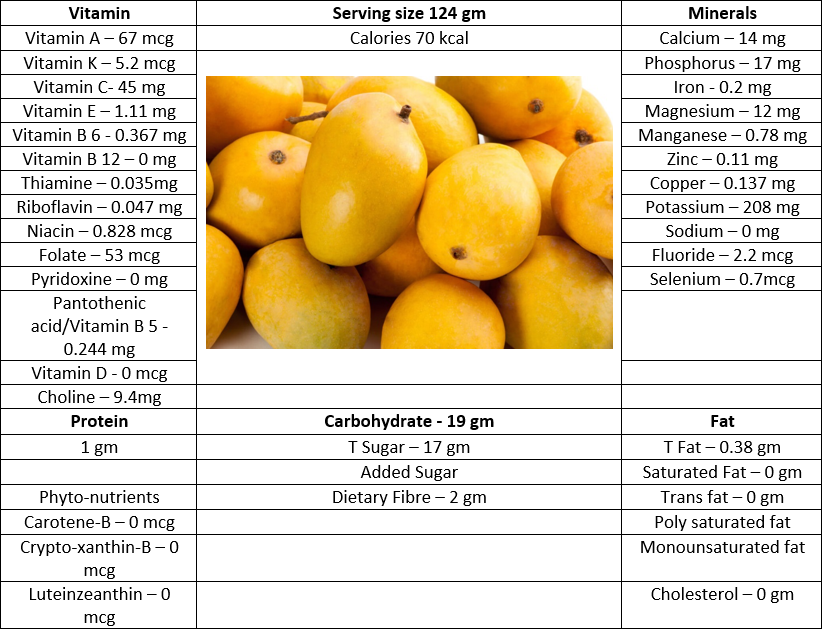 Vitamin
Serving size 124 gm
Minerals
Vitamin A – 67 mcg
Calories 70 kcal
Calcium – 14 mg
Vitamin K – 5.2 mcg
Phosphorus – 17 mg
Vitamin C- 45 mg
Iron - 0.2 mg
Vitamin E – 1.11 mg
Magnesium – 12 mg
Vitamin B 6 - 0.367 mg
Manganese – 0.78 mg
Vitamin B 12 – 0 mg
Zinc – 0.11 mg
Thiamine – 0.035mg
Copper – 0.137 mg
Riboflavin – 0.047 mg
Potassium – 208 mg
Niacin – 0.828 mcg
Sodium – 0 mg
Folate – 53 mcg
Fluoride – 2.2 mcg
Pyridoxine – 0 mg
Selenium – 0.7mcg
Pantothenic
acid/Vitamin B 5 -
0.244 mg
Vitamin D - 0 mcg
Choline – 9.4mg
Protein
Carbohydrate - 19 gm
Fat
1 gm
T Sugar – 17 gm
T Fat – 0.38 gm
Added Sugar
Saturated Fat – 0 gm
Phyto-nutrients
Dietary Fibre – 2 gm
Trans fat – 0 gm
Carotene-B – 0 mcg
Poly saturated fat
Crypto-xanthin-B – 0
mcg
Monounsaturated fat
Luteinzeanthin – 0
mcg
Cholesterol – 0 gm